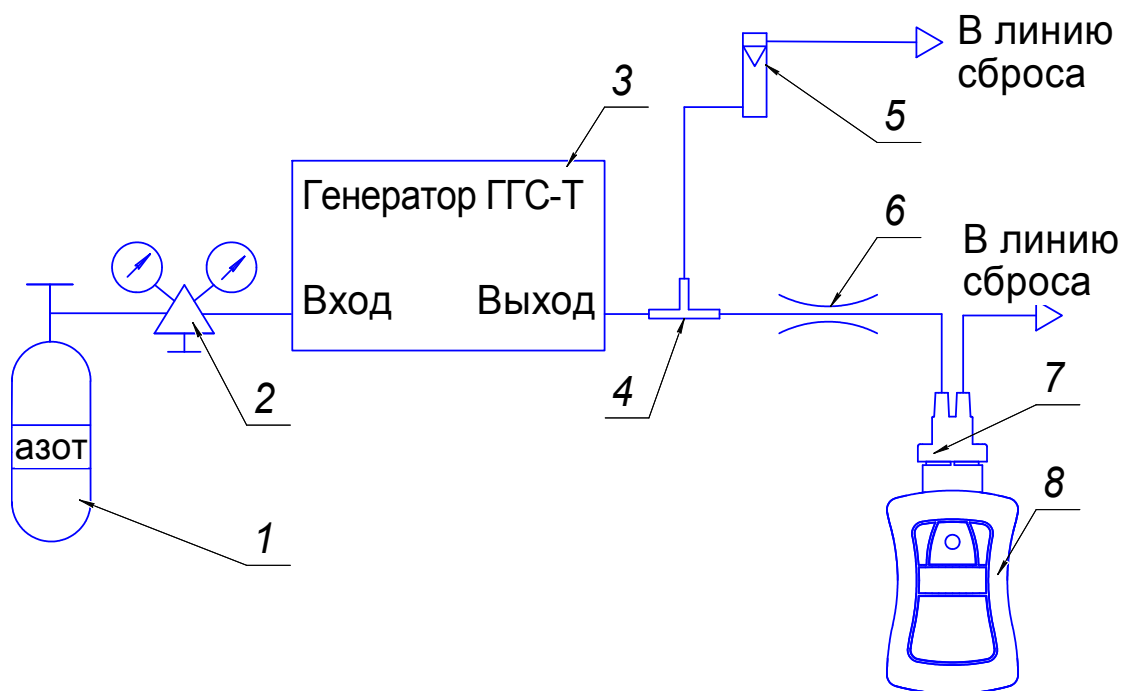 В линию
сброса
3
5
Генератор ГГС-Т
6
В линию
сброса
Вход
Выход
2
4
7
азот
8
1